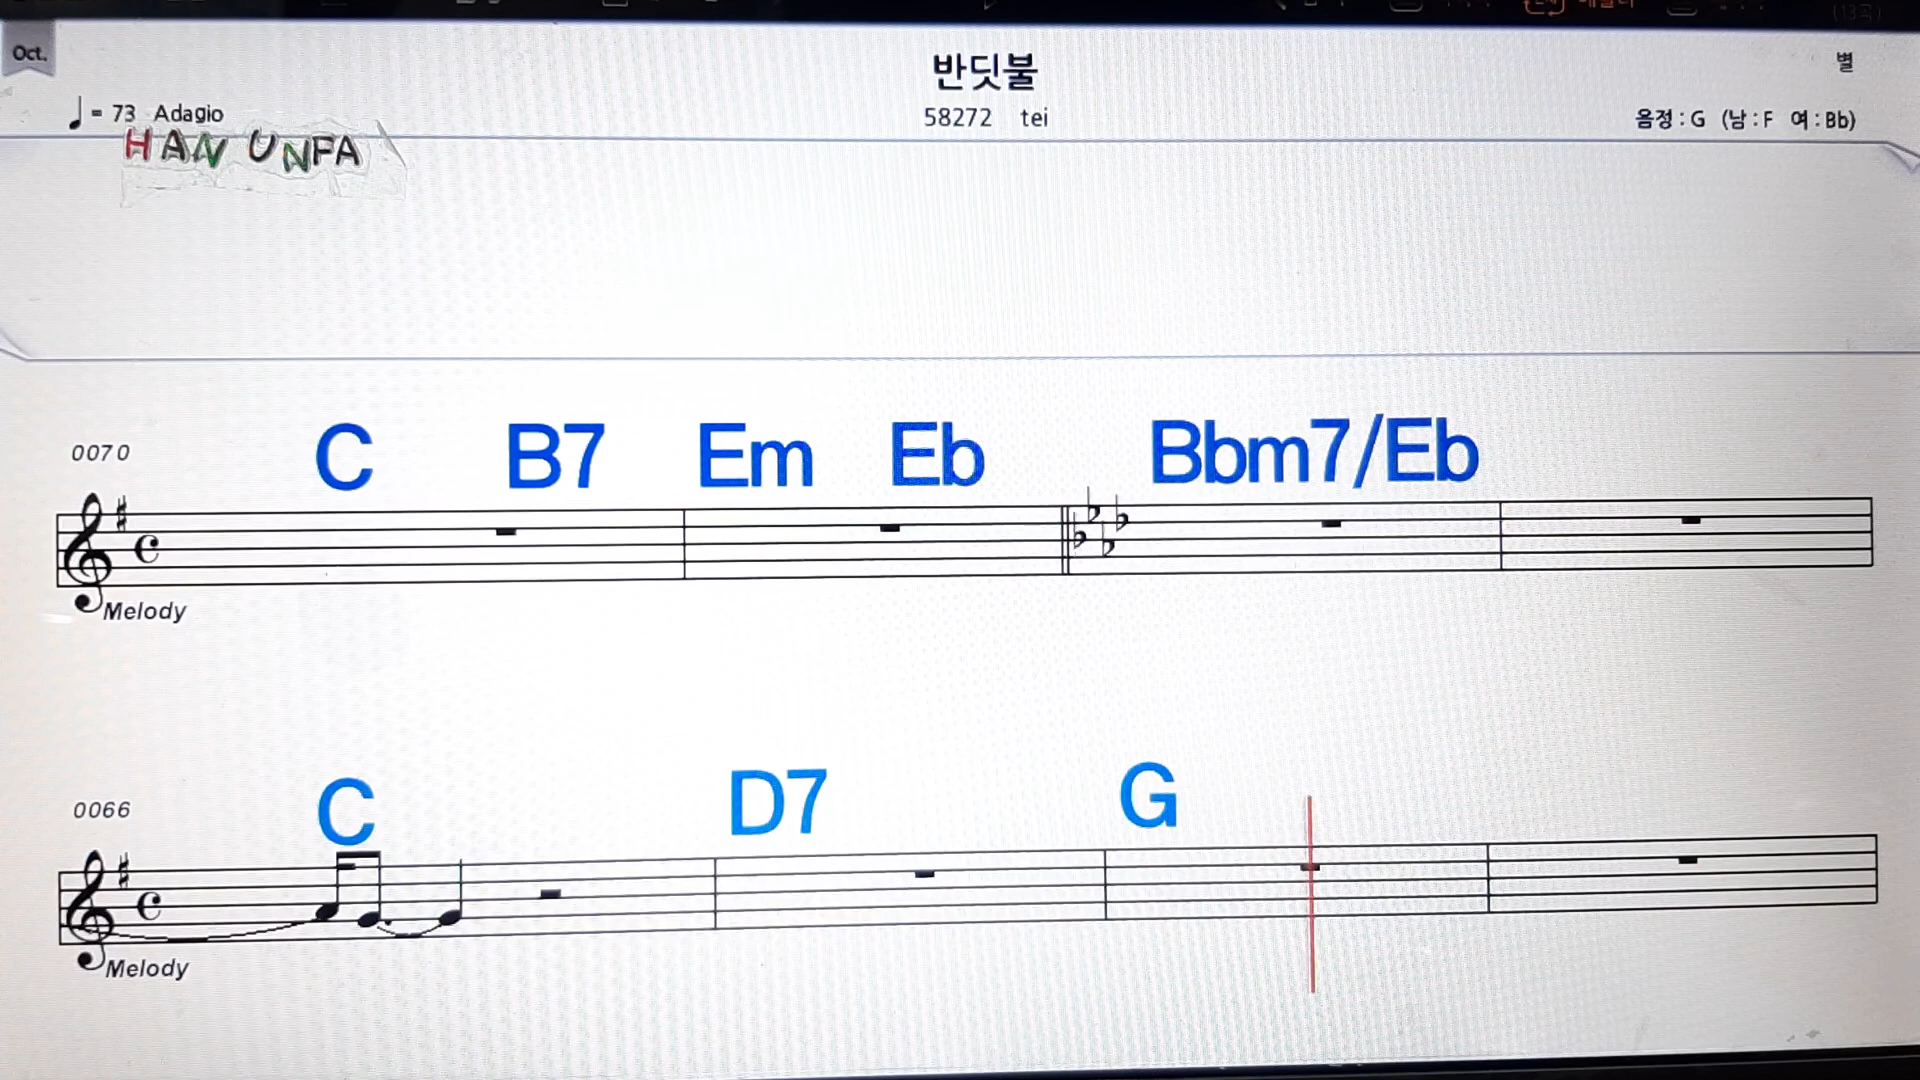 Oct.
반딧불
별
= 73 Adagio
58272 tei
음정 : G (남 : F 여 : Bb)
HAN UNFA
C B7 Em Eb Bbm7/Eb
0070
Melody
C D7 G
0066
Melody